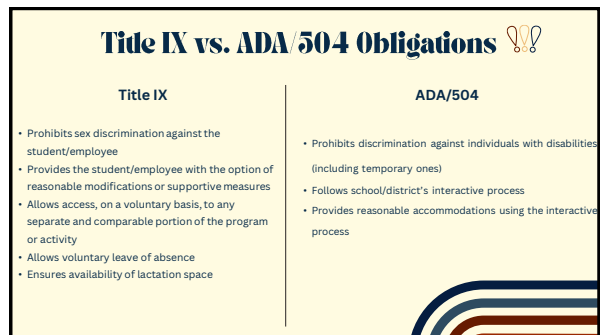 Title IX vs. ADA/504 Obligations
Title IX
• Prohibits sex discrimination against the
student/employee
• Provides the student/employee with the option of
reasonable modifications or supportive measures
• Allows access, on a voluntary basis, to any
separate and comparable portion of the program
or activity
• Allows voluntary leave of absence
• Ensures availability of lactation space
ADA/504
• Prohibits discrimination against individuals with disabilities
(including temporary ones)
• Follows school/district's interactive process
• Provides reasonable accommodations using the interactive
process